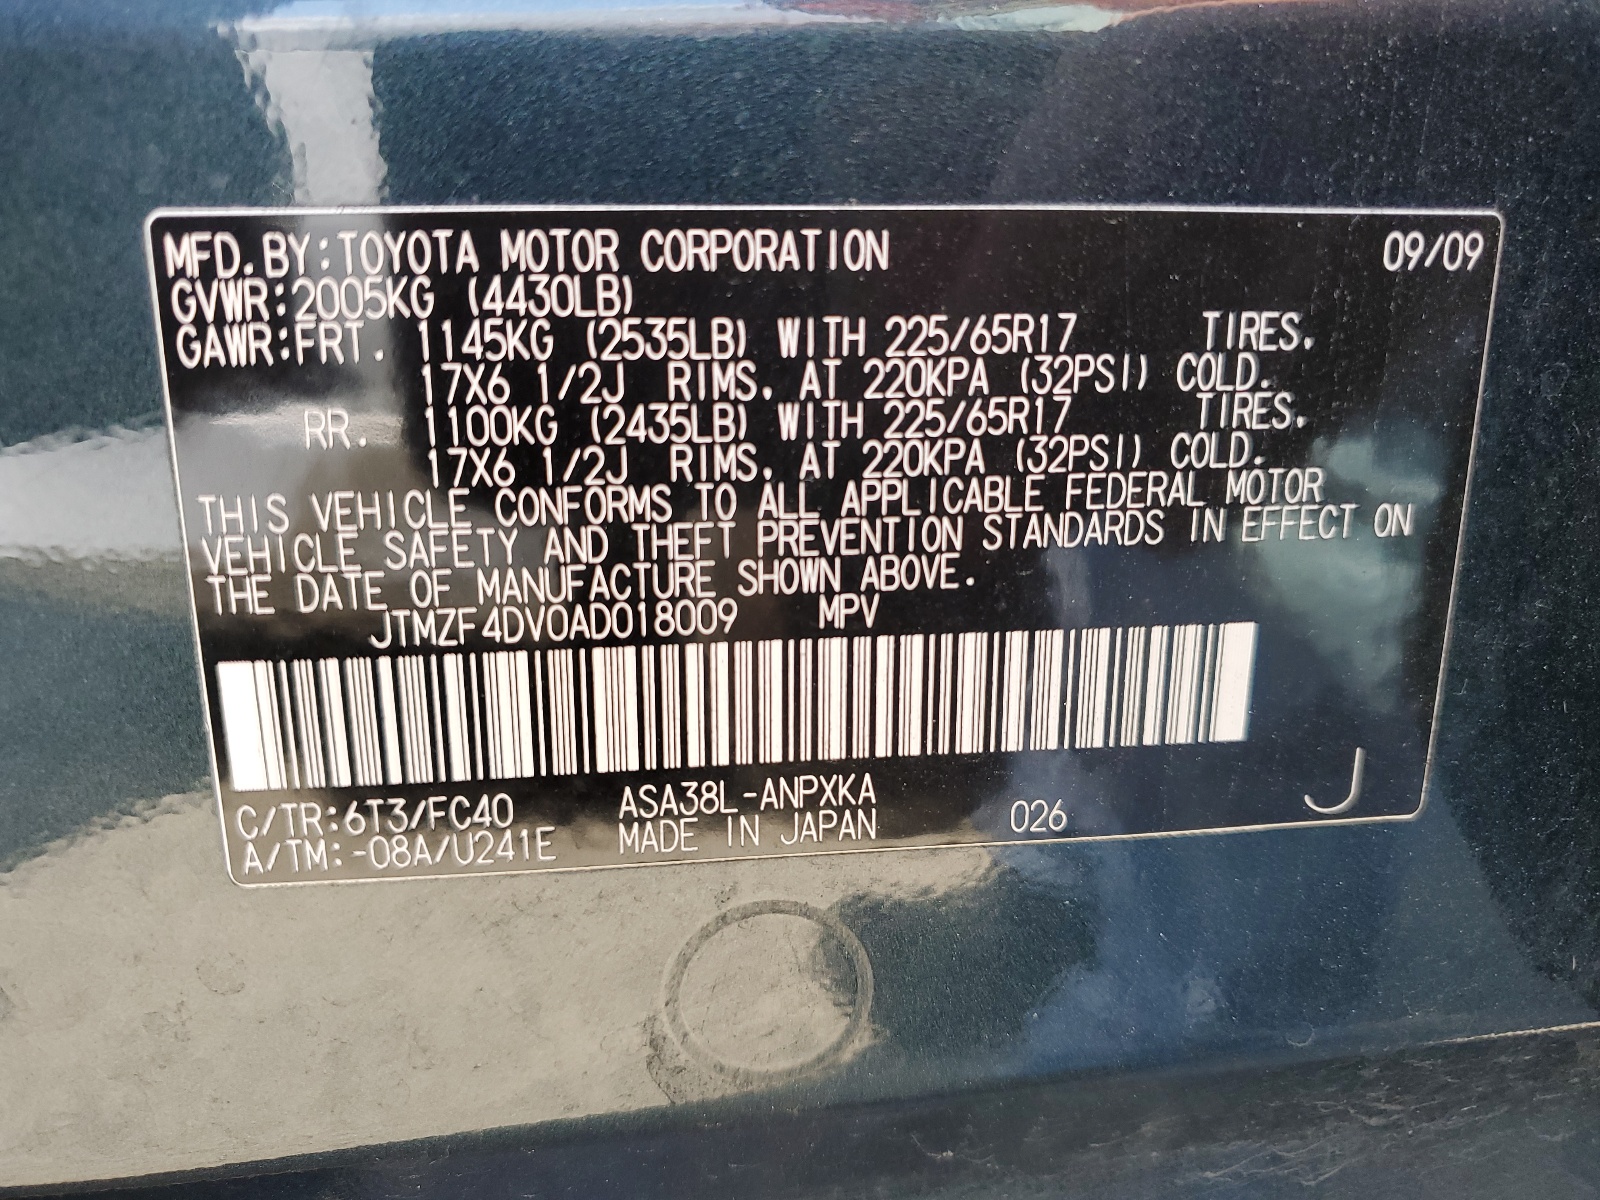 MFD. BY: TOYOTA MOTOR CORPORATION 09/09
GVWR: 2005KG (4430LB)
GAWR: FRT. 1145KG (2535LB) WITH 225/65R17 TIRES.
17X6 1/2J RIMS, AT 220KPA (32PSI) COLD.
RR. 1100KG (2435LB) WITH 225/65R17 TIRES.
17X6 1/2J RIMS, AT 220KPA (32PSI) COLD.
THIS VEHICLE CONFORMS TO ALL APPLICABLE FEDERAL MOTOR
VEHICLE SAFETY AND THEFT PREVENTION STANDARDS IN EFFECT ON
THE DATE OF MANUFACTURE SHOWN ABOVE.
JTMZF4DV0AD018009 MPV
C/TR: 6T3/FC40 ASA38L-ANPXKA
A/TM: -08A/U241E MADE IN JAPAN 026 J